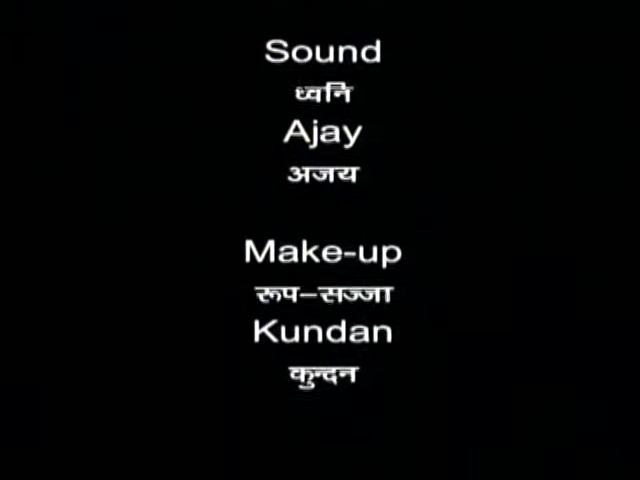 Sound
ध्वनि
Ajay
अजय
Make-up
रूप-सज्जा
Kundan
कुन्दन